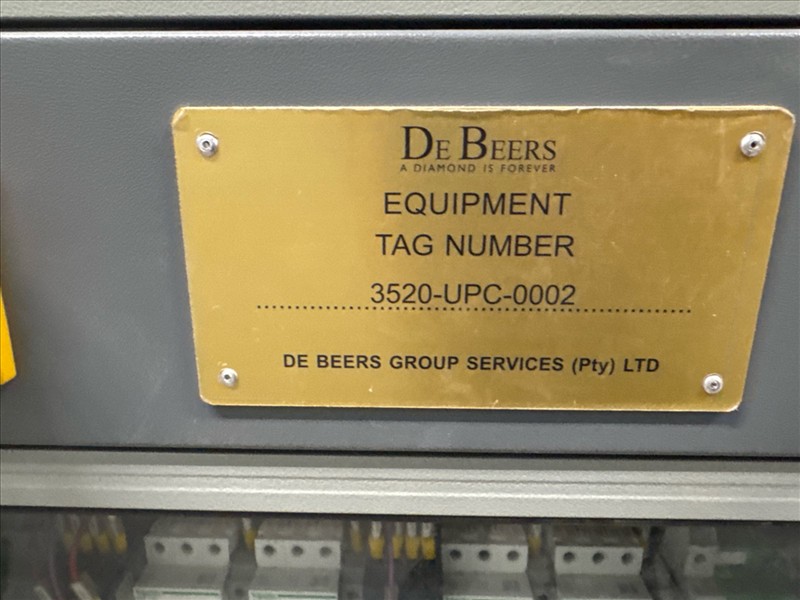 DE BEERS
A DIAMOND IS FOREVER
EQUIPMENT
TAG NUMBER
3520-UPC-0002
DE BEERS GROUP SERVICES (Pty) LTD